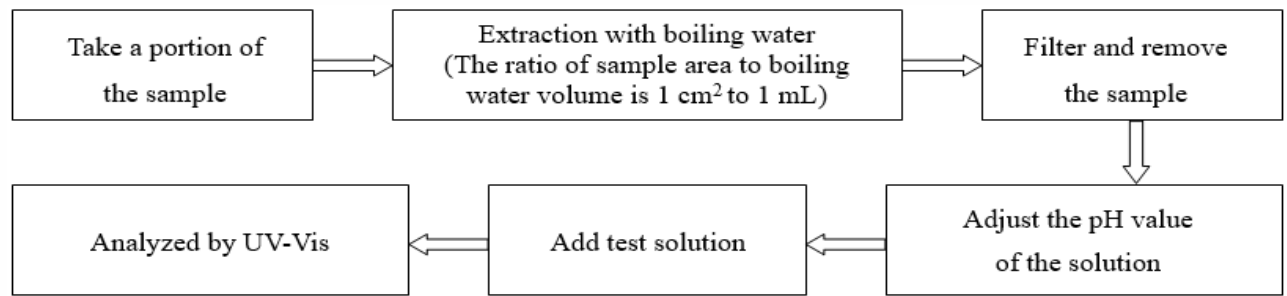 Take a portion of
the sample
Extraction with boiling water
(The ratio of sample area to boiling
water volume is 1 cm² to 1 mL)
Filter and remove
the sample
Adjust the pH value
of the solution
Add test solution
Analyzed by UV-Vis